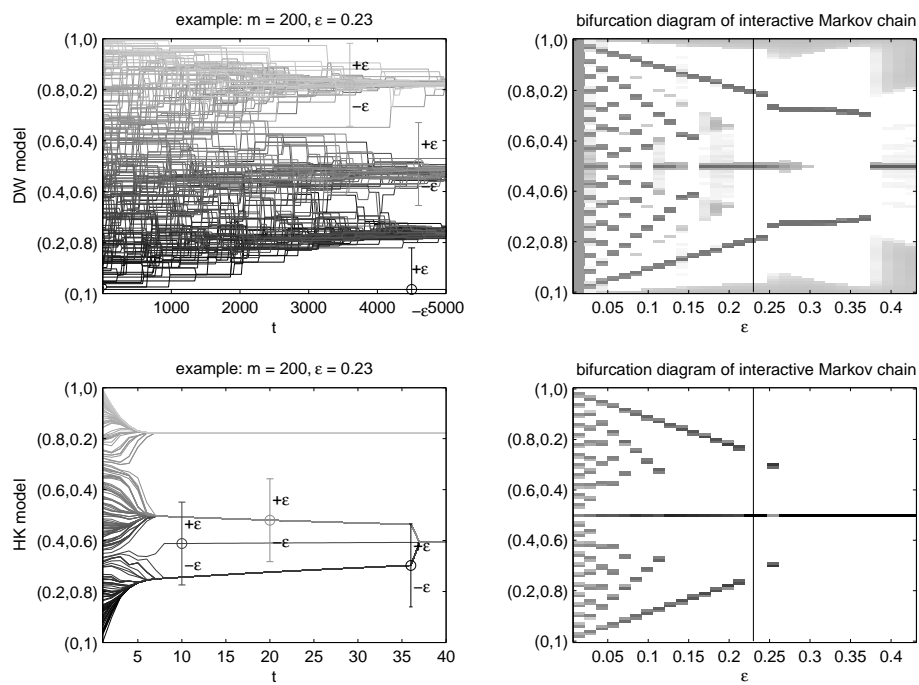 example: m = 200, ε = 0.23
(1,0)
(0.8,0.2)
(0.6,0.4)
(0.4,0.6)
(0.2,0.8)
(0,1)
DW model
+ε
−ε
+ε
−ε
+ε
−ε
1000 2000 3000 4000 5000
t
bifurcation diagram of interactive Markov chain
(1,0)
(0.8,0.2)
(0.6,0.4)
(0.4,0.6)
(0.2,0.8)
(0,1)
0.05 0.1 0.15 0.2 0.25 0.3 0.35 0.4
ε
example: m = 200, ε = 0.23
(1,0)
(0.8,0.2)
(0.6,0.4)
(0.4,0.6)
(0.2,0.8)
(0,1)
HK model
+ε
−ε
+ε
−ε
+ε
−ε
5 10 15 20 25 30 35 40
t
bifurcation diagram of interactive Markov chain
(1,0)
(0.8,0.2)
(0.6,0.4)
(0.4,0.6)
(0.2,0.8)
(0,1)
0.05 0.1 0.15 0.2 0.25 0.3 0.35 0.4
ε